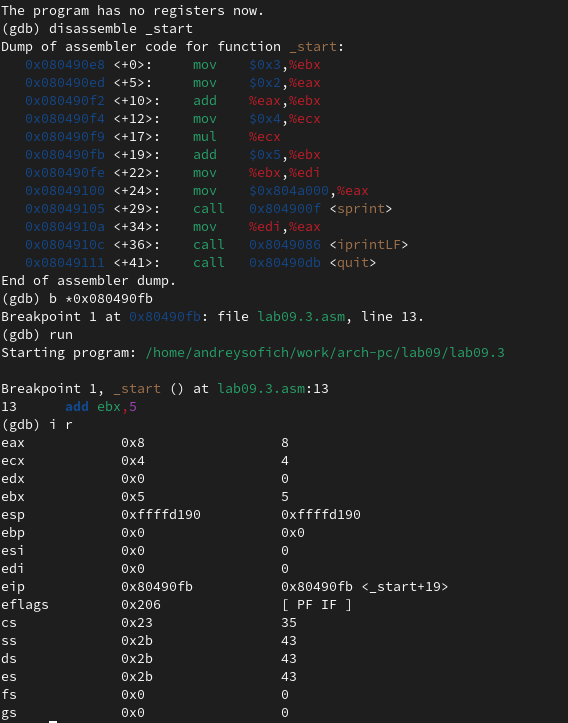 The program has no registers now.
(gdb) disassemble _start
Dump of assembler code for function _start:
   0x080490e8 <+0>:     mov    $0x3,%ebx
   0x080490ed <+5>:     mov    $0x2,%eax
   0x080490f2 <+10>:    add    %eax,%ebx
   0x080490f4 <+12>:    mov    $0x4,%ecx
   0x080490f9 <+17>:    mul    %ecx
   0x080490fb <+19>:    add    $0x5,%ebx
   0x080490fe <+22>:    mov    %ebx,%edi
   0x08049100 <+24>:    mov    $0x804a000,%eax
   0x08049105 <+29>:    call   0x804900f <sprint>
   0x0804910a <+34>:    mov    %edi,%eax
   0x0804910c <+36>:    call   0x8049086 <iprintLF>
   0x08049111 <+41>:    call   0x80490db <quit>
End of assembler dump.
(gdb) b *0x080490fb
Breakpoint 1 at 0x80490fb: file lab09.3.asm, line 13.
(gdb) run
Starting program: /home/andreysofich/work/arch-pc/lab09/lab09.3
Breakpoint 1, _start () at lab09.3.asm:13
13      add ebx,5
(gdb) i r
eax            0x8                 8
ecx            0x4                 4
edx            0x0                 0
ebx            0x5                 5
esp            0xffffd190          0xffffd190
ebp            0x0                 0x0
esi            0x0                 0
edi            0x0                 0
eip            0x80490fb           0x80490fb <_start+19>
eflags         0x206               [ PF IF ]
cs             0x23                35
ss             0x2b                43
ds             0x2b                43
es             0x2b                43
fs             0x0                 0
gs             0x0                 0